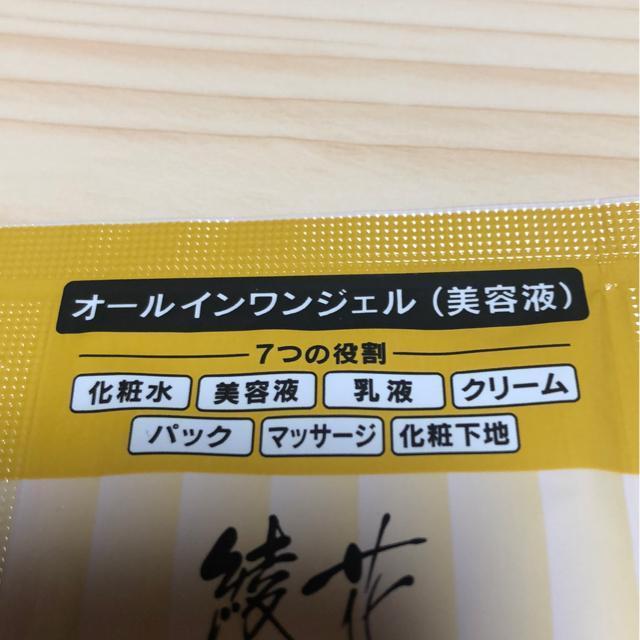 オールインワンジェル（美容液）
7つの役割
化粧水 美容液 乳液 クリーム
パック マッサージ 化粧下地
綾花